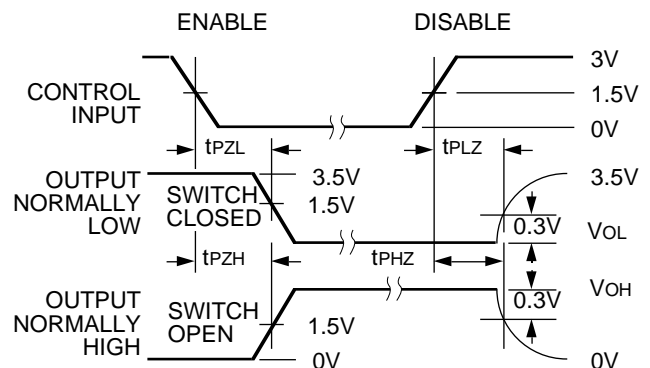 ENABLE DISABLE
3V
CONTROL
INPUT
1.5V
0V
tPZL tPLZ
OUTPUT
NORMALLY
LOW
SWITCH
CLOSED
3.5V
1.5V
3.5V
0.3V
VOL
tPZH tPHZ
OUTPUT
NORMALLY
HIGH
SWITCH
OPEN
1.5V
0V
0.3V
VOH
0V